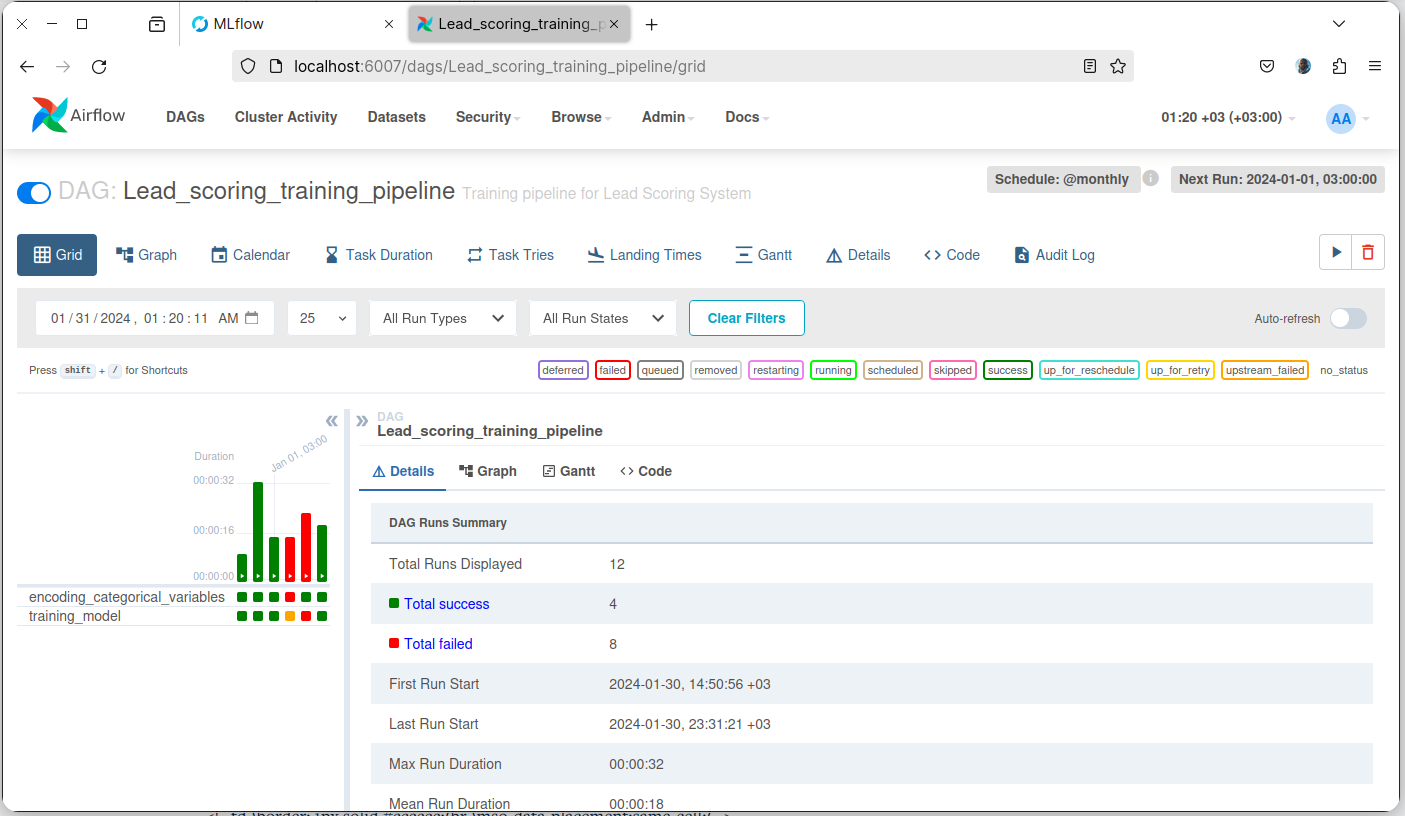 MLflow
Lead_scoring_training_p
localhost:6007/dags/Lead_scoring_training_pipeline/grid
Airflow DAGs Cluster Activity Datasets Security Browse Admin Docs 01:20 +03 (+03:00) AA
DAG: Lead_scoring_training_pipeline Training pipeline for Lead Scoring System Schedule: @monthly i Next Run: 2024-01-01, 03:00:00
Grid Graph Calendar Task Duration Task Tries Landing Times Gantt Details Code Audit Log
01/31/2024, 01:20:11 AM 25 All Run Types All Run States Clear Filters Auto-refresh
Press shift + / for Shortcuts deferred failed queued removed restarting running scheduled skipped success up_for_reschedule up_for_retry upstream_failed no_status
Jan 01, 03:00
Duration
00:00:32
00:00:16
00:00:00
encoding_categorical_variables
training_model
DAG
Lead_scoring_training_pipeline
Details Graph Gantt Code
DAG Runs Summary
Total Runs Displayed 12
Total success 4
Total failed 8
First Run Start 2024-01-30, 14:50:56 +03
Last Run Start 2024-01-30, 23:31:21 +03
Max Run Duration 00:00:32
Mean Run Duration 00:00:18